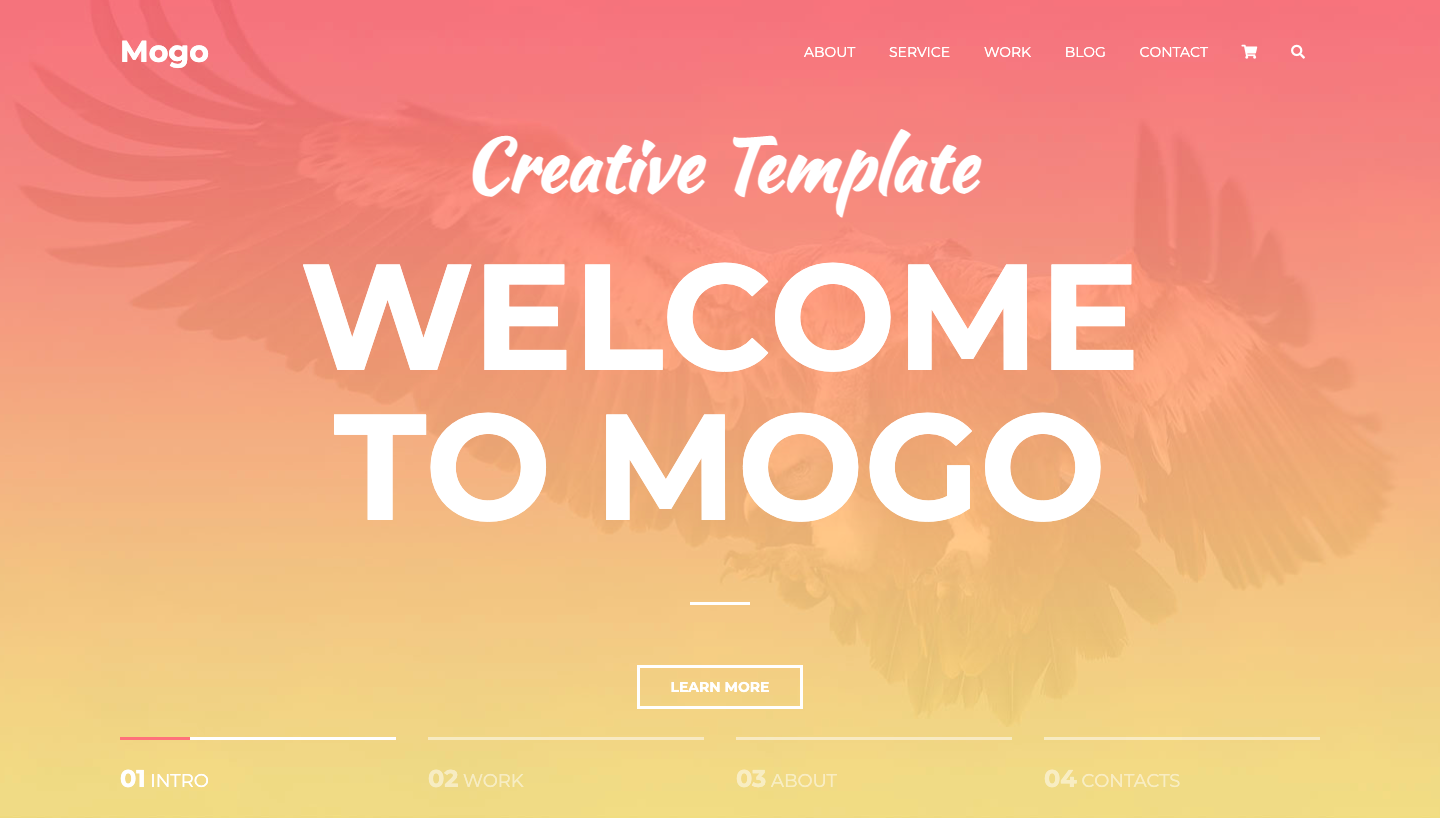 Mogo
ABOUT SERVICE WORK BLOG CONTACT
Creative Template
WELCOME
TO MOGO
LEARN MORE
01 INTRO
02 WORK
03 ABOUT
04 CONTACTS